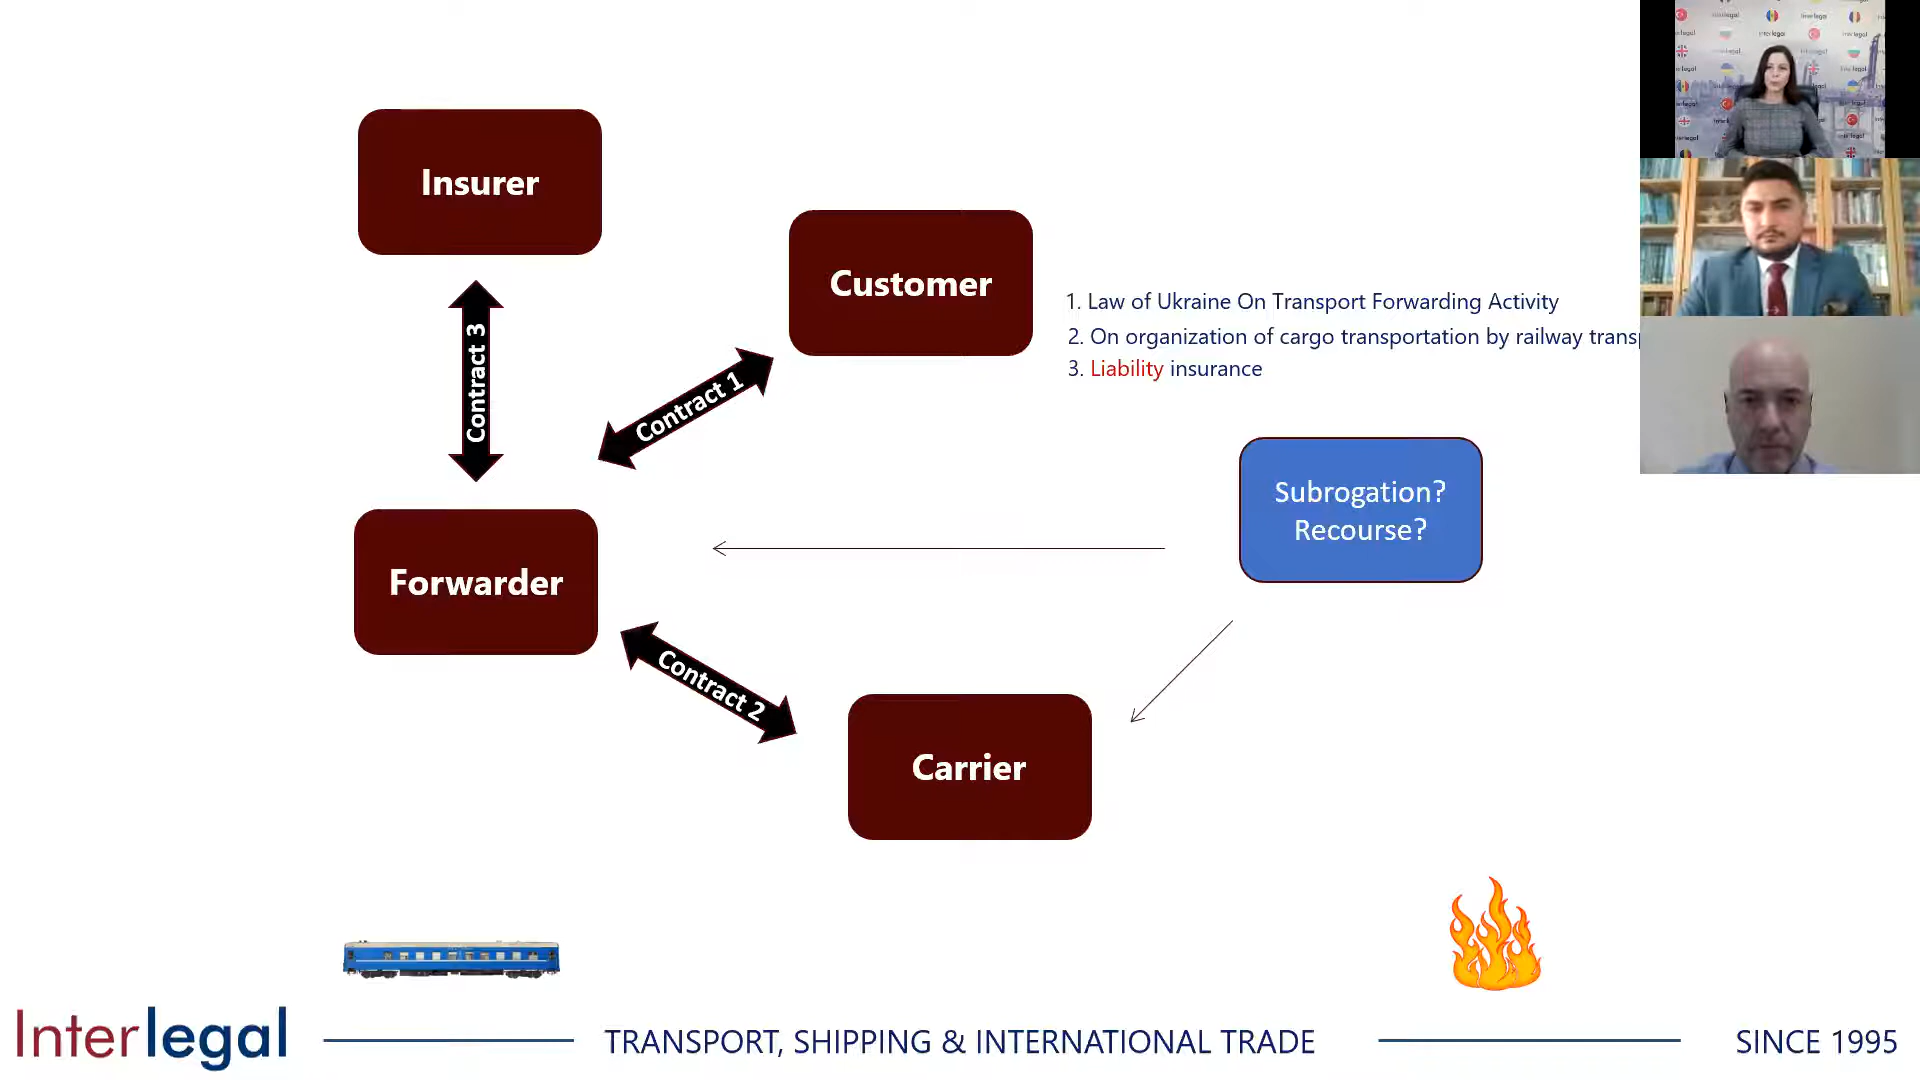 Insurer
Customer
1. Law of Ukraine On Transport Forwarding Activity
2. On organization of cargo transportation by railway
3. Liability insurance
Contract 3
Contract 1
Subrogation?
Recourse?
Forwarder
Contract 2
Carrier
Interlegal
TRANSPORT, SHIPPING & INTERNATIONAL TRADE
SINCE 1995